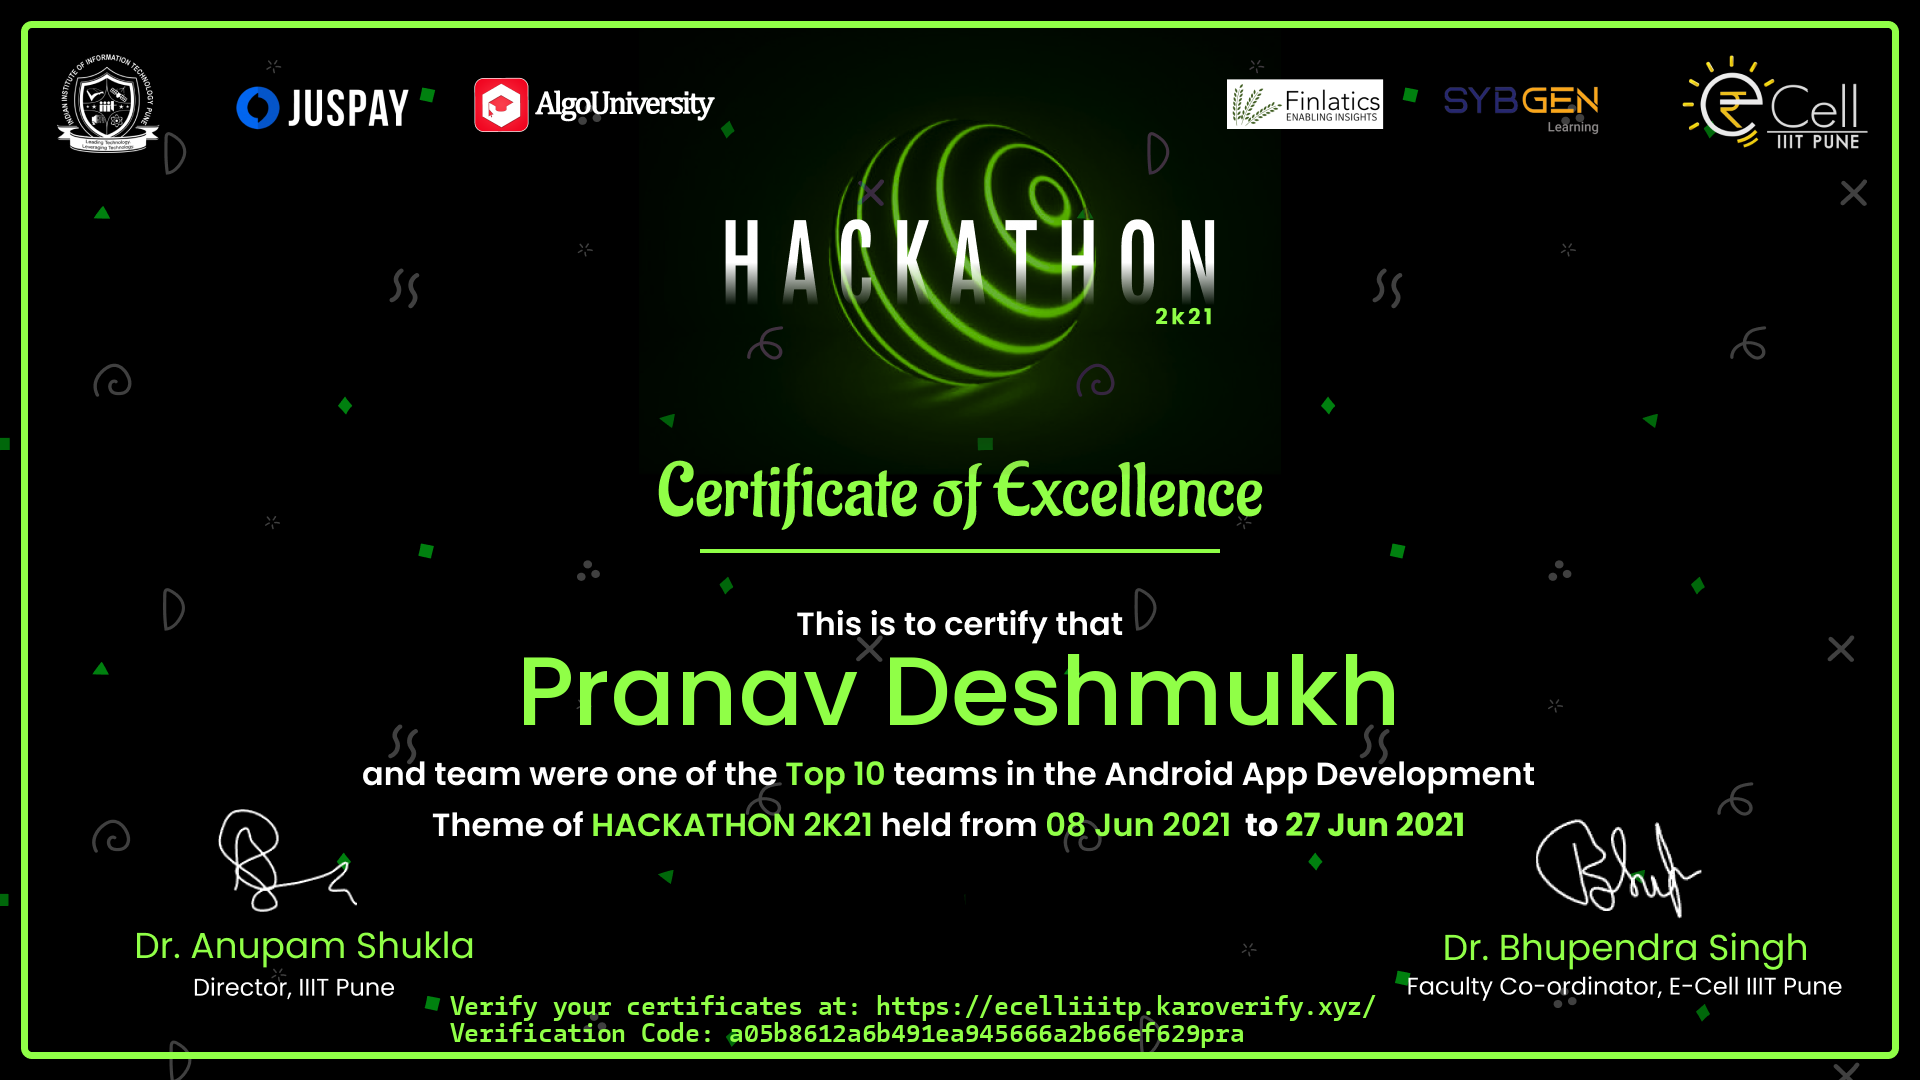 INDIAN INSTITUTE OF INFORMATION TECHNOLOGY, PUNE
Leading Technology
Leveraging Technology
JUSPAY
AlgoUniversity
Finlatics
ENABLING INSIGHTS
SYBGEN
Learning
e Cell
IIIT PUNE
HACKATHON
2k21
Certificate of Excellence
This is to certify that
Pranav Deshmukh
and team were one of the Top 10 teams in the Android App Development
Theme of HACKATHON 2K21 held from 08 Jun 2021 to 27 Jun 2021
Dr. Anupam Shukla
Director, IIIT Pune
Dr. Bhupendra Singh
Faculty Co-ordinator, E-Cell IIIT Pune
Verify your certificates at: https://ecelliiitp.karoverify.xyz/
Verification Code: a05b8612a6b491ea945666a2b66ef629pra